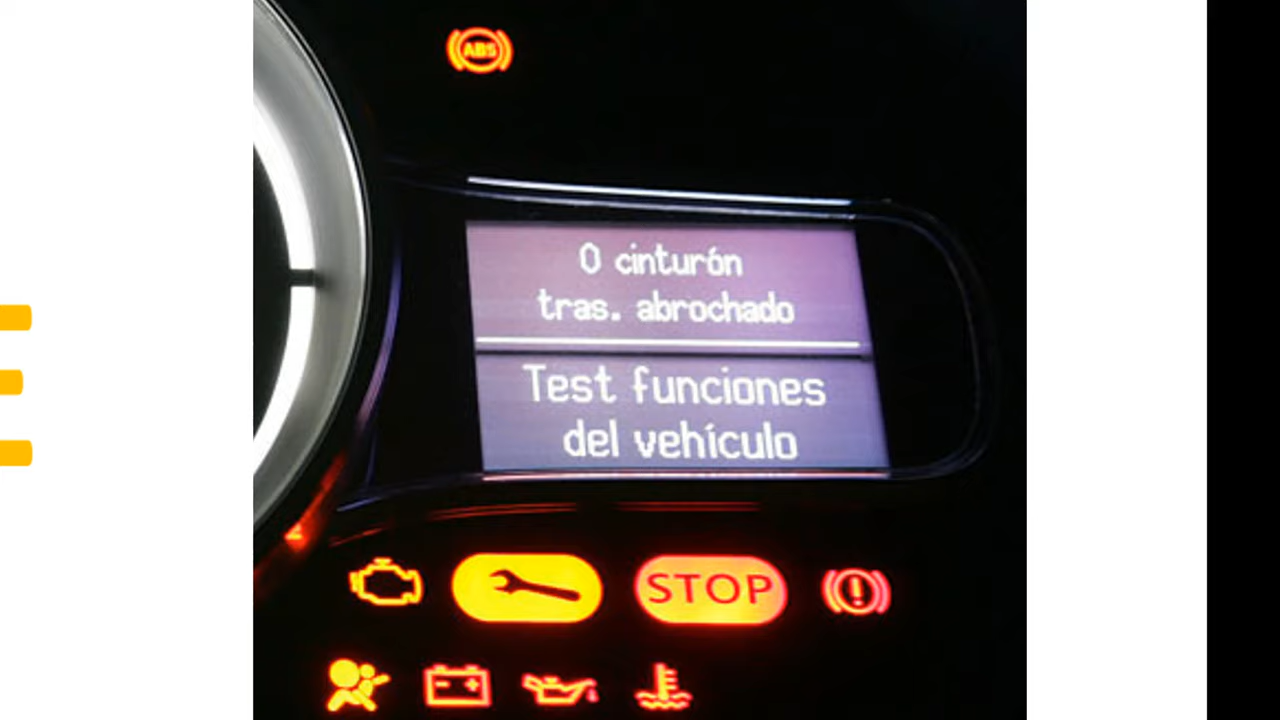 ABS
0 cinturón
tras. abrochado
Test funciones
del vehículo
STOP